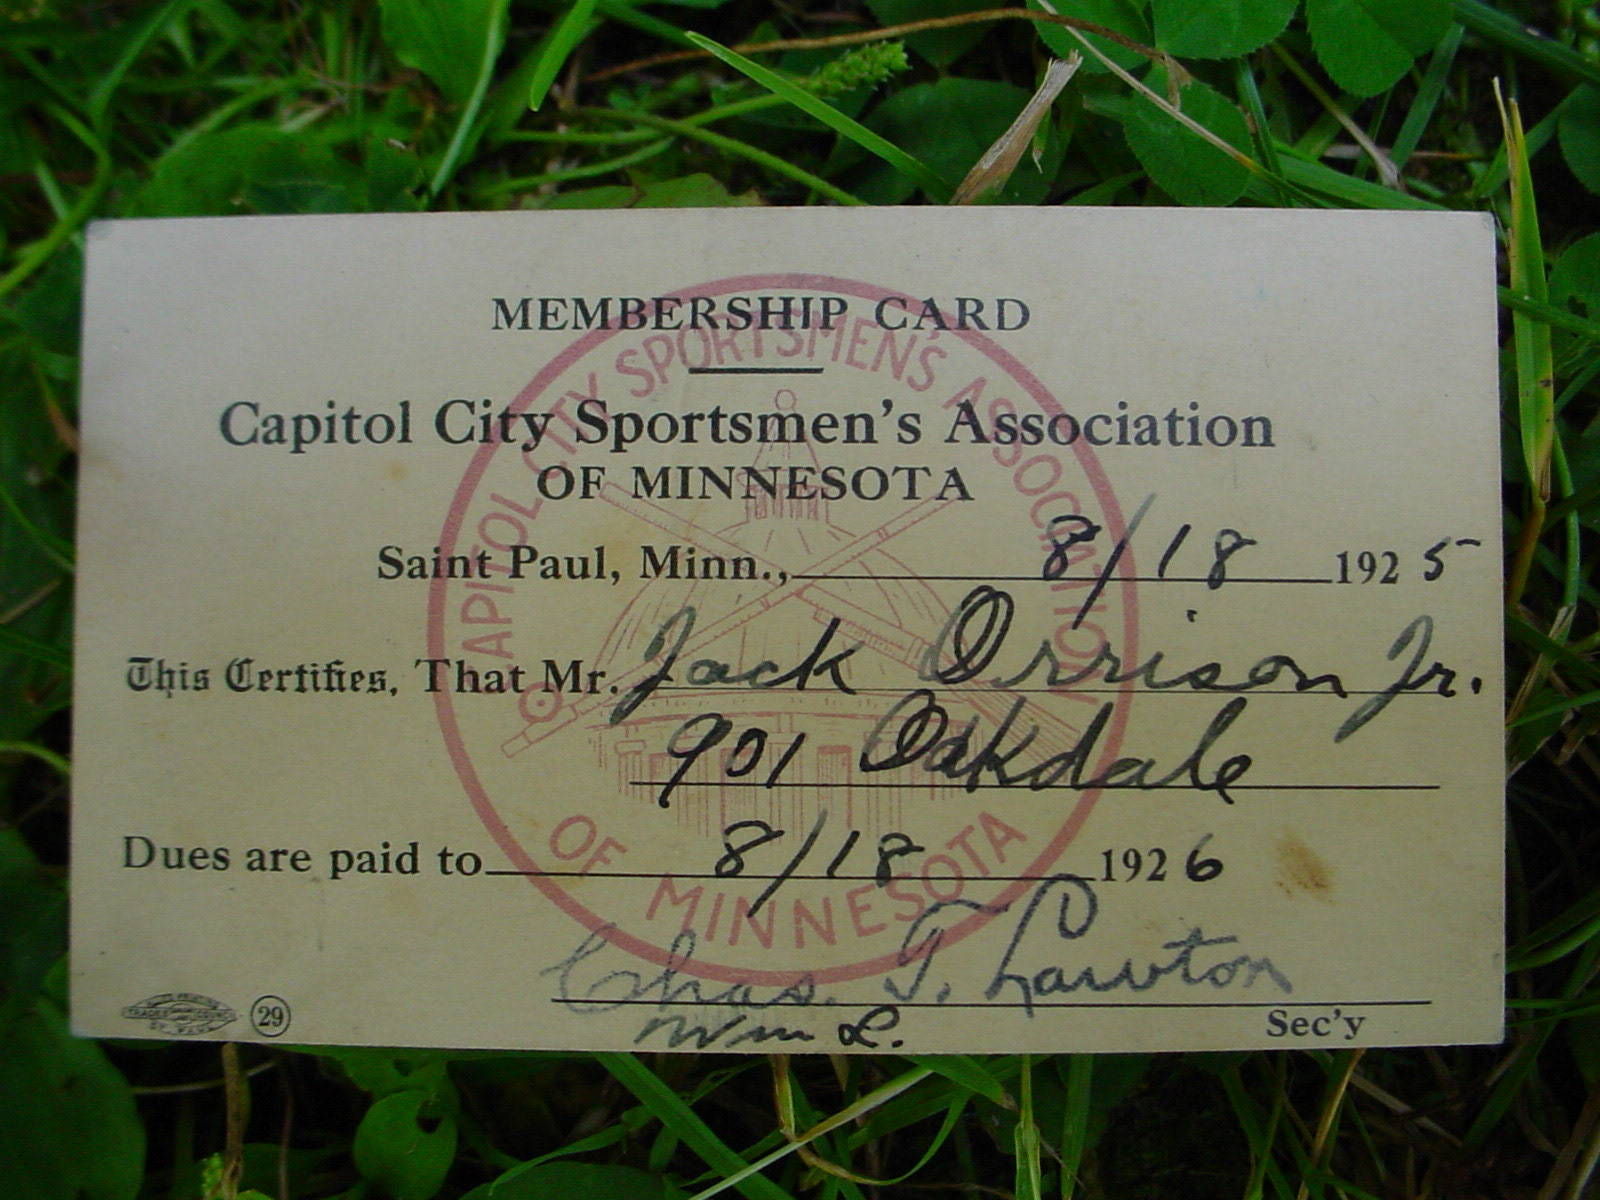 MEMBERSHIP CARD
Capitol City Sportsmen's Association
OF MINNESOTA
CAPITOL CITY SPORTSMEN'S ASSOCIATION
OF MINNESOTA
Saint Paul, Minn., 8/18 1925
This Certifies, That Mr. Jack Orrison Jr.
901 Oakdale
Dues are paid to 8/18 1926
Chas. T. Lawton
Sec'y
Wm L.
TRADES COUNCIL
29